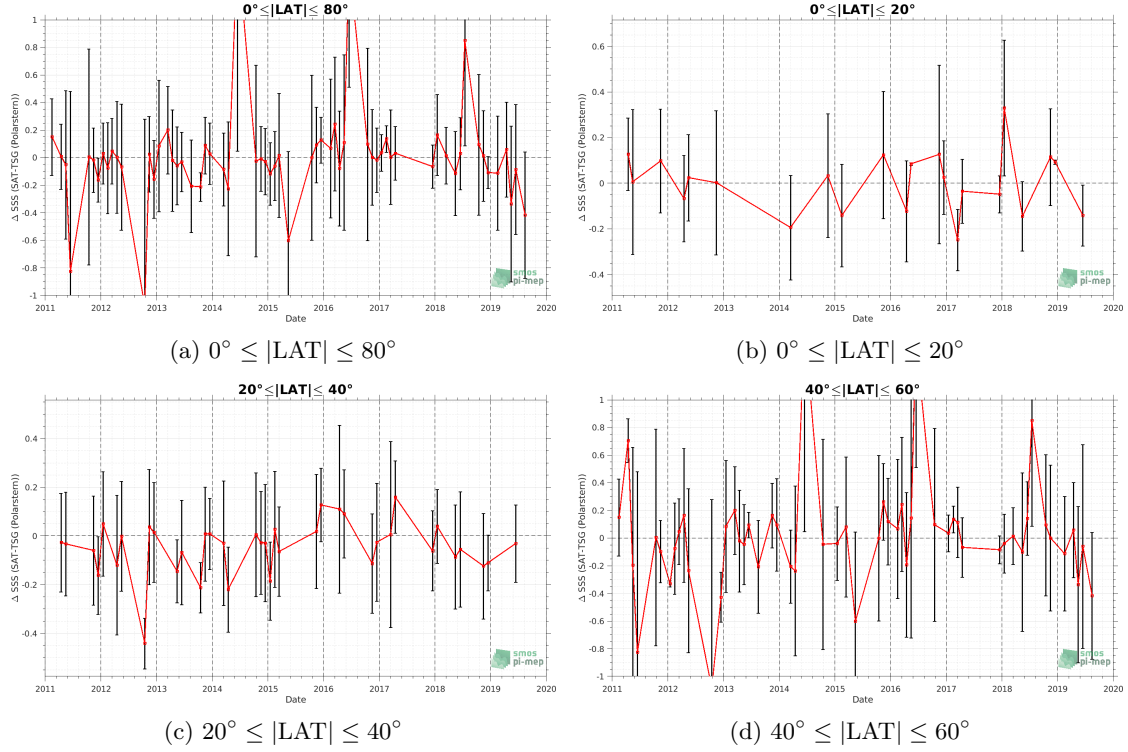 0°≤|LAT|≤ 80°
Δ SSS (SAT-TSG (Polarstern))
1
0.8
0.6
0.4
0.2
0
-0.2
-0.4
-0.6
-0.8
-1
2011 2012 2013 2014 2015 2016 2017 2018 2019 2020
Date
smos
pi-mep
(a) 0° ≤ |LAT| ≤ 80°
0°≤|LAT|≤ 20°
Δ SSS (SAT-TSG (Polarstern))
0.6
0.4
0.2
0
-0.2
-0.4
2011 2012 2013 2014 2015 2016 2017 2018 2019 2020
Date
smos
pi-mep
(b) 0° ≤ |LAT| ≤ 20°
20°≤|LAT|≤ 40°
Δ SSS (SAT-TSG (Polarstern))
0.4
0.2
0
-0.2
-0.4
2011 2012 2013 2014 2015 2016 2017 2018 2019 2020
Date
smos
pi-mep
(c) 20° ≤ |LAT| ≤ 40°
40°≤|LAT|≤ 60°
Δ SSS (SAT-TSG (Polarstern))
1
0.8
0.6
0.4
0.2
0
-0.2
-0.4
-0.6
-0.8
-1
2011 2012 2013 2014 2015 2016 2017 2018 2019 2020
Date
smos
pi-mep
(d) 40° ≤ |LAT| ≤ 60°